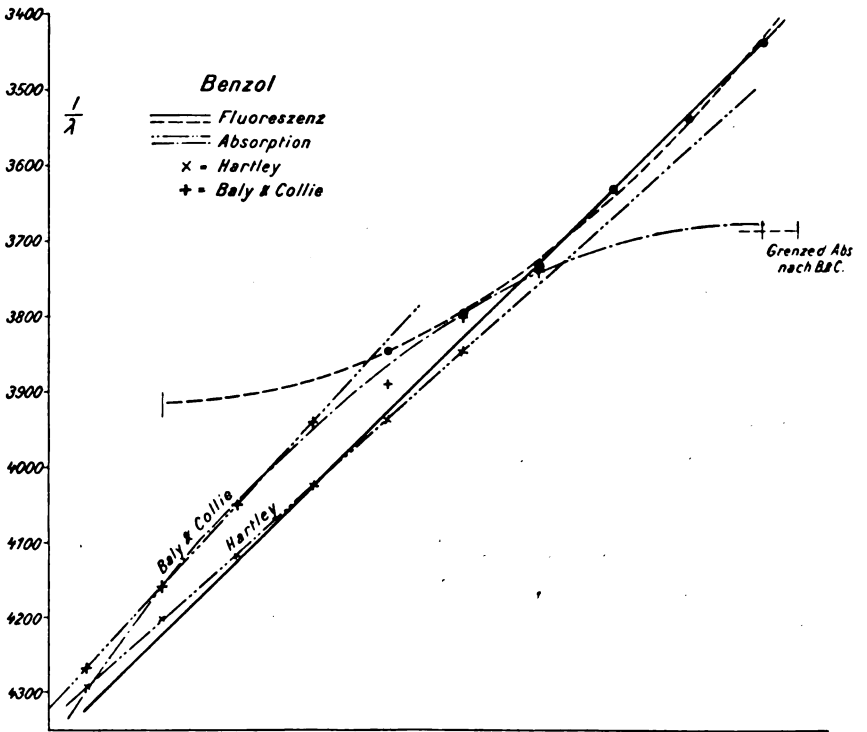 3400
Benzol
3500
1/λ
Fluoreszenz
Absorption
3600
x = Hartley
+ = Baly & Collie
3700
Grenze d Abs
nach B&C.
3800
3900
4000
Baly & Collie
Hartley
4100
4200
4300